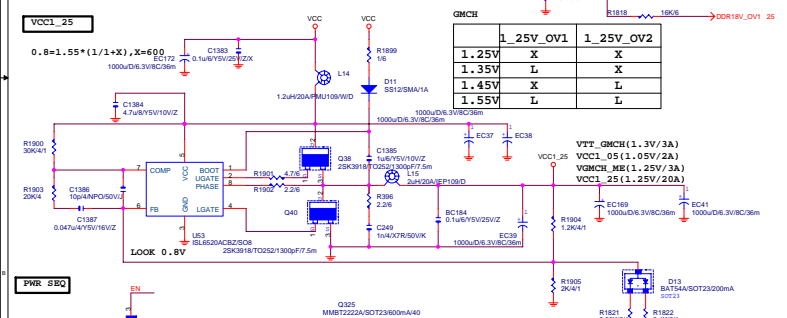 VCC1_25
0.8=1.55*(1/1+X),X=600
VCC
VCC
EC172
1000u/D/6.3V/8C/36m
C1383
0.1u/6/Y5V/25V/Z/X
L14
1.2uH/20A/PMU109/W/D
R1899
1/6
D11
SS12/SMA/1A
R1818
16K/6
DDR18V_OV1 25
GMCH
1_25V_OV1 1_25V_OV2
1.25V X X
1.35V L X
1.45V X L
1.55V L L
C1384
4.7u/8/Y5V/10V/Z
1000u/D/6.3V/8C/36m
1000u/D/6.3V/8C/36m
EC37
EC38
R1900
30K/4/1
R1903
20K/4
C1386
10p/4/NPO/50V/J
C1387
0.047u/4/Y5V/16V/Z
7 COMP
6 FB
5
VCC
GND
3
BOOT 1
UGATE 2
PHASE 8
LGATE 4
U53
ISL6520ACBZ/SO8
LOOK 0.8V
R1901 4.7/6
R1902 2.2/6
Q38
2SK3918/TO252/1300pF/7.5m
Q40
2SK3918/TO252/1300pF/7.5m
C1385
1u/6/Y5V/10V/Z
L15
2uH/20A/IEP109/D
R396
2.2/6
C249
1n/4/X7R/50V/K
BC184
0.1u/6/Y5V/25V/Z
EC39
1000u/D/6.3V/8C/36m
VCC1_25
VTT_GMCH(1.3V/3A)
VCC1_05(1.05V/2A)
VGMCH_ME(1.25V/3A)
VCC1_25(1.25V/20A)
R1904
1.2K/4/1
EC169
1000u/D/6.3V/8C/36m
EC41
1000u/D/6.3V/8C/36m
R1905
2K/4/1
D13
BAT54A/SOT23/200mA
SOT23
R1821
R1822
PWR SEQ
EN
Q325
MMBT2222A/SOT23/600mA/40
B